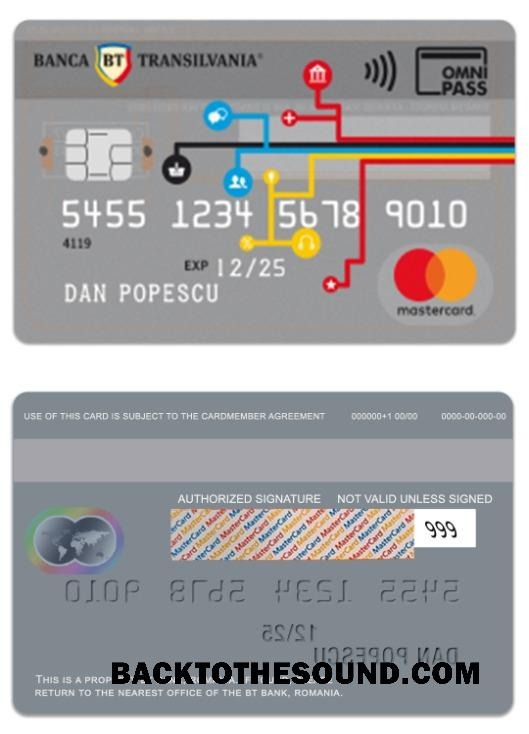 BANCA BT TRANSILVANIA®
OMNI
PASS
5455 1234 5678 9010
4119
EXP 12/25
DAN POPESCU
mastercard.
USE OF THIS CARD IS SUBJECT TO THE CARDMEMBER AGREEMENT 000000+1 00/00 0000-00-000-00
AUTHORIZED SIGNATURE NOT VALID UNLESS SIGNED
MasterCard MasterCard MasterCard
999
5455 1234 5678 9010
12/25
DAN POPESCU
THIS IS A
BACKTOTHESOUND.COM
RETURN TO THE NEAREST OFFICE OF THE BT BANK, ROMANIA.